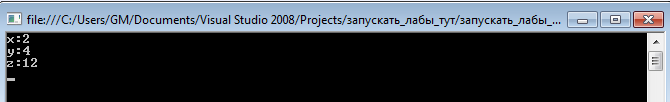 file:///C:/Users/GM/Documents/Visual Studio 2008/Projects/запускать_лабы_тут/запускать_лабы_...
x:2
y:4
z:12